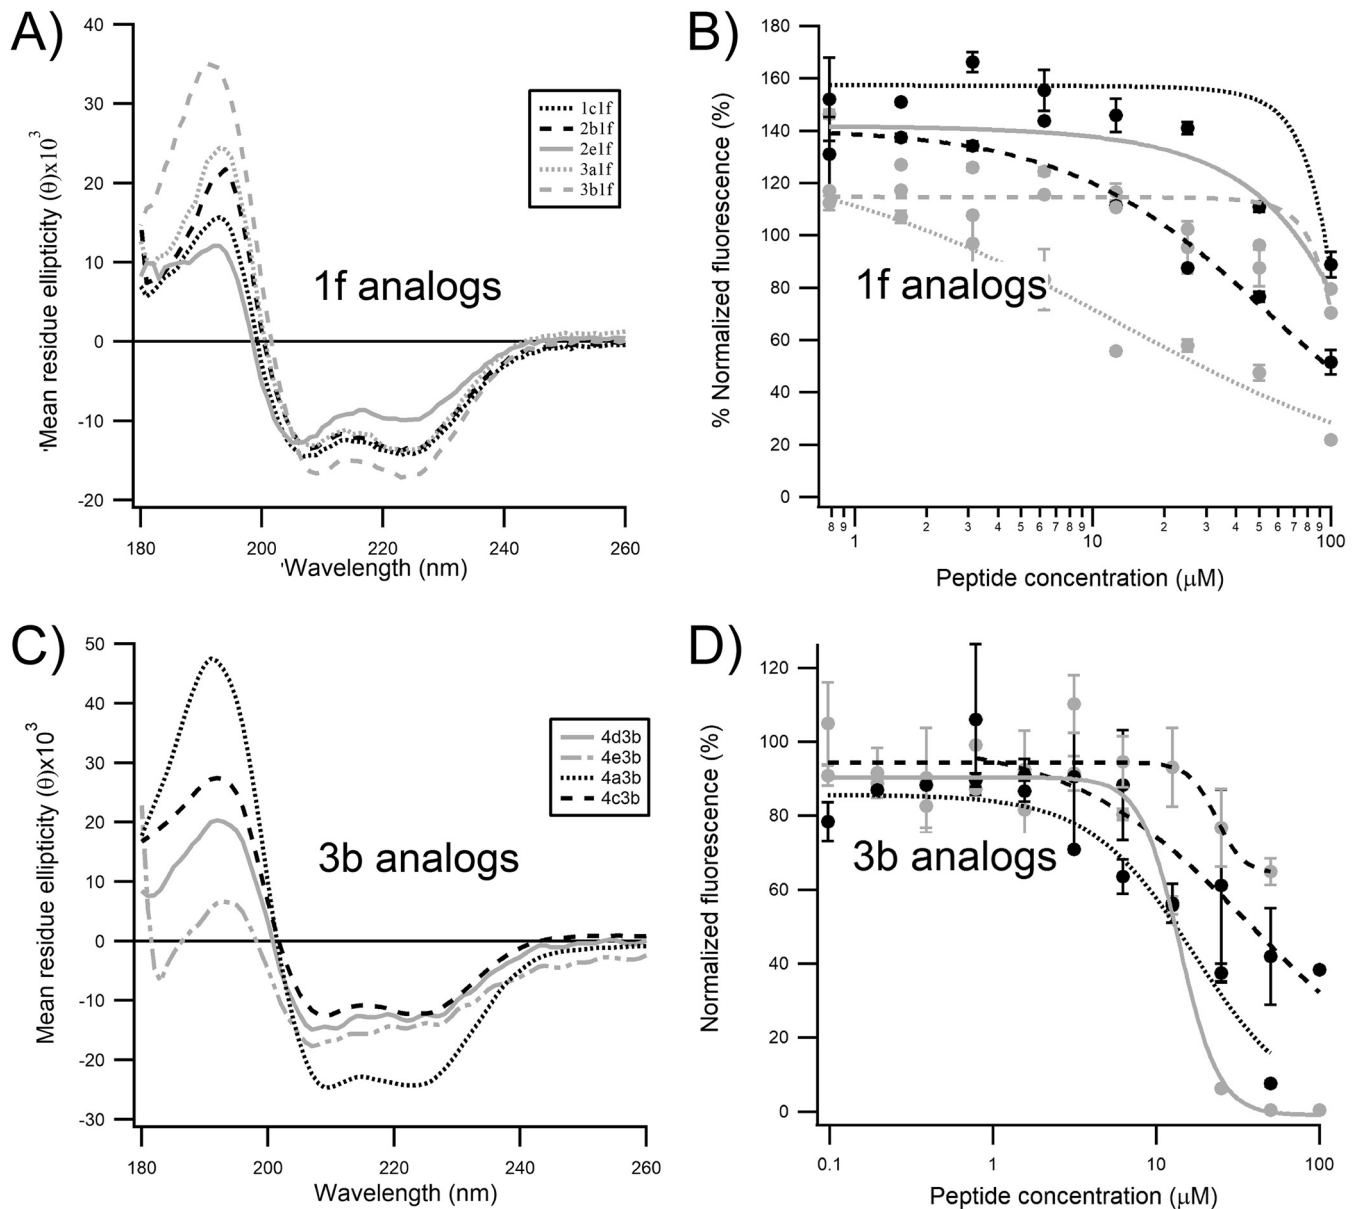 A)
40
30
20
10
0
-10
-20
180
200
220
240
260
'Mean residue ellipticity (θ)x10³
'Wavelength (nm)
1c1f
2b1f
2e1f
3a1f
3b1f
1f analogs
B)
180
160
140
120
100
80
60
40
20
0
% Normalized fluorescence (%)
1f analogs
8 9 2 3 4 5 6 7 8 9 2 3 4 5 6 7 8 9
1 10 100
Peptide concentration (μM)
C)
50
40
30
20
10
0
-10
-20
-30
180
200
220
240
260
Mean residue ellipticity (θ)x10³
Wavelength (nm)
4d3b
4e3b
4a3b
4c3b
3b analogs
D)
120
100
80
60
40
20
0
Normalized fluorescence (%)
3b analogs
0.1 1 10 100
Peptide concentration (μM)